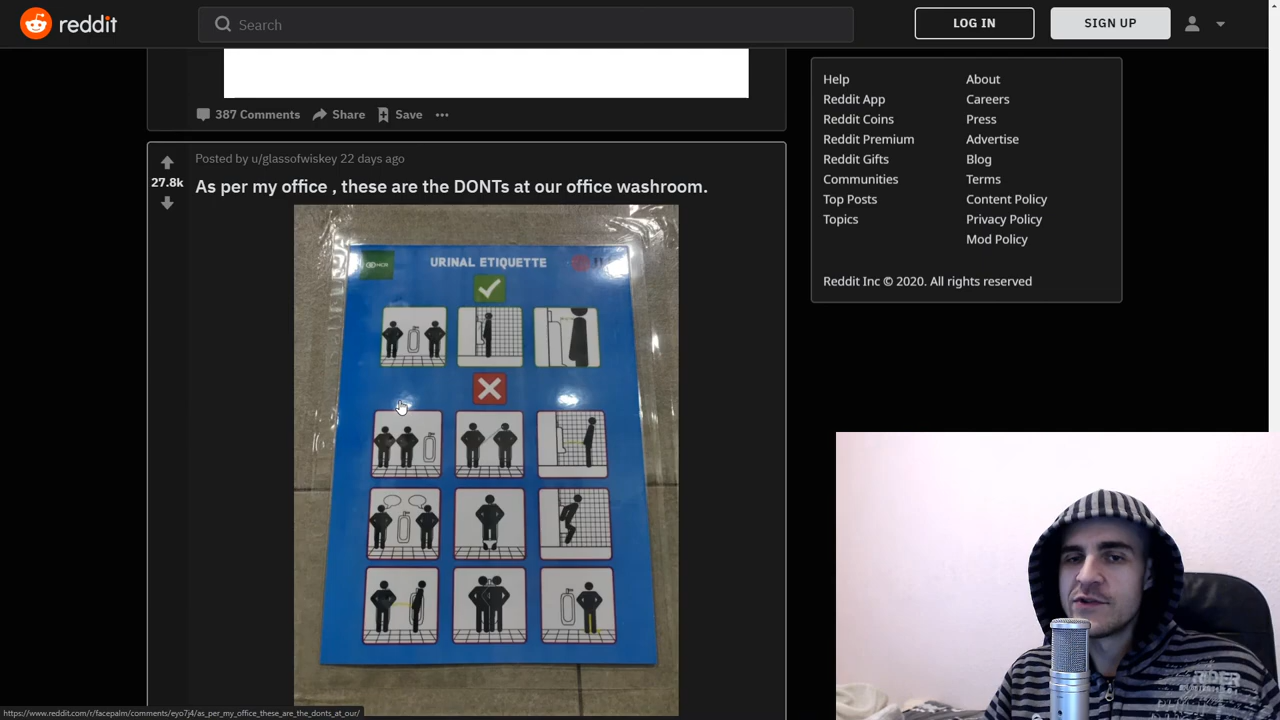 reddit
Search
LOG IN
SIGN UP
387 Comments
Share
Save
Help
About
Reddit App
Careers
Reddit Coins
Press
Reddit Premium
Advertise
Reddit Gifts
Blog
Communities
Terms
Top Posts
Content Policy
Topics
Privacy Policy
Mod Policy
Reddit Inc © 2020. All rights reserved
Posted by u/glassofwiskey 22 days ago
27.8k
As per my office , these are the DONTs at our office washroom.
URINAL ETIQUETTE
https://www.reddit.com/r/facepalm/comments/eyo7j4/as_per_my_office_these_are_the_donts_at_our/